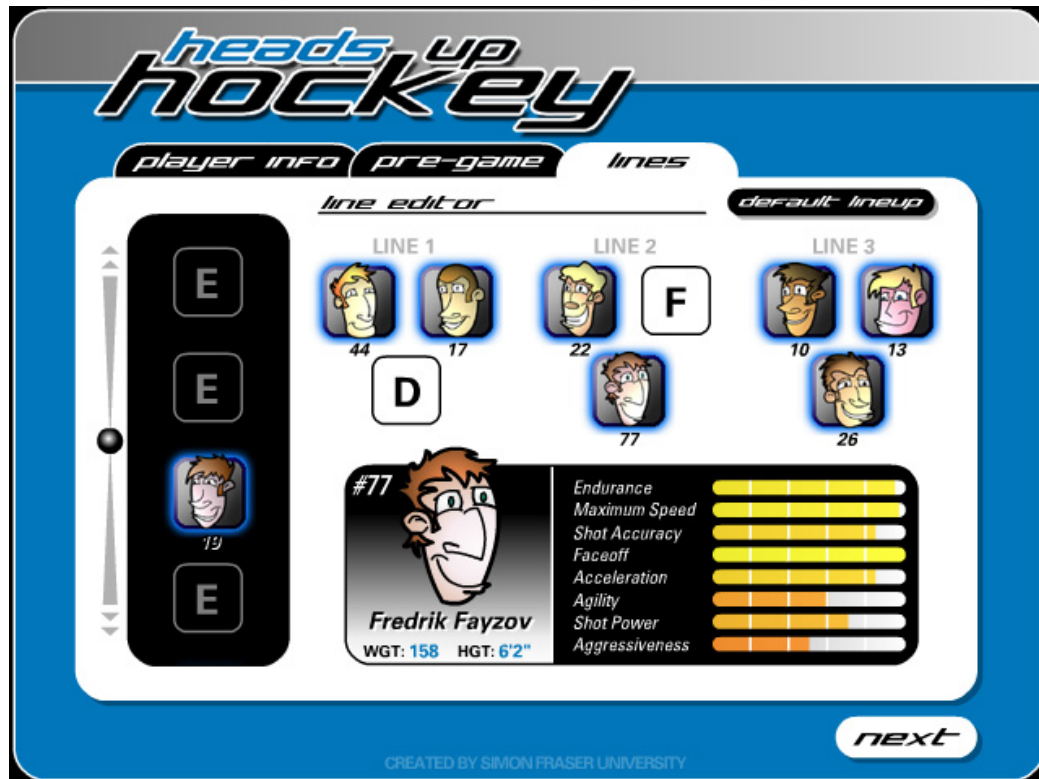 heads up
hockey
player info
pre-game
lines
line editor
default lineup
LINE 1
LINE 2
LINE 3
E
F
44
17
22
10
13
E
D
77
26
19
E
#77
Fredrik Fayzov
WGT: 158 HGT: 6'2"
Endurance
Maximum Speed
Shot Accuracy
Faceoff
Acceleration
Agility
Shot Power
Aggressiveness
next
CREATED BY SIMON FRASER UNIVERSITY